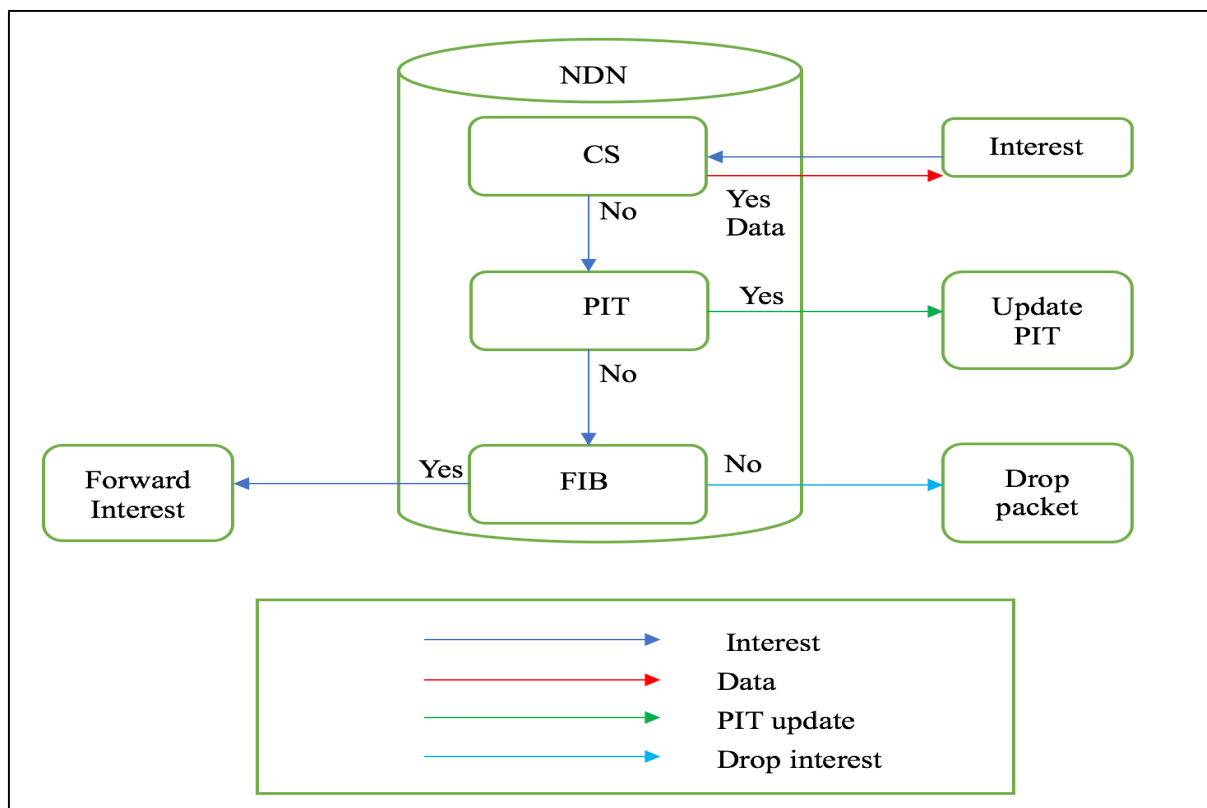 NDN
CS
Interest
Yes
Data
No
PIT
Yes
Update
PIT
No
Forward
Interest
Yes
FIB
No
Drop
packet
Interest
Data
PIT update
Drop interest